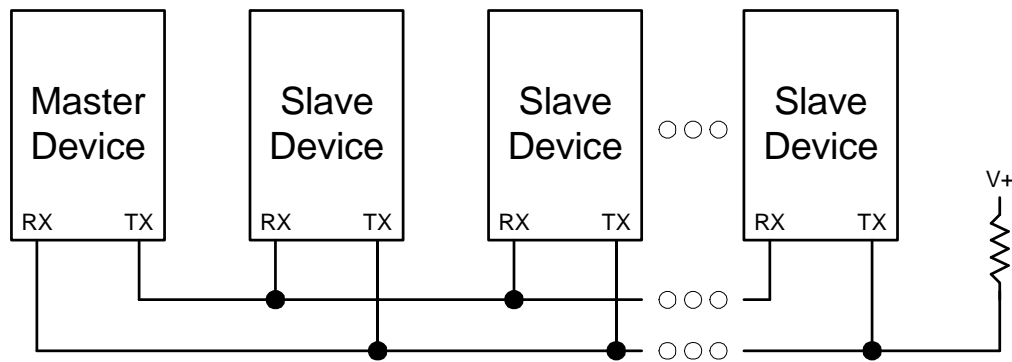 Master
Device
Slave
Device
Slave
Device
Slave
Device
V+
RX TX
RX TX
RX TX
RX TX